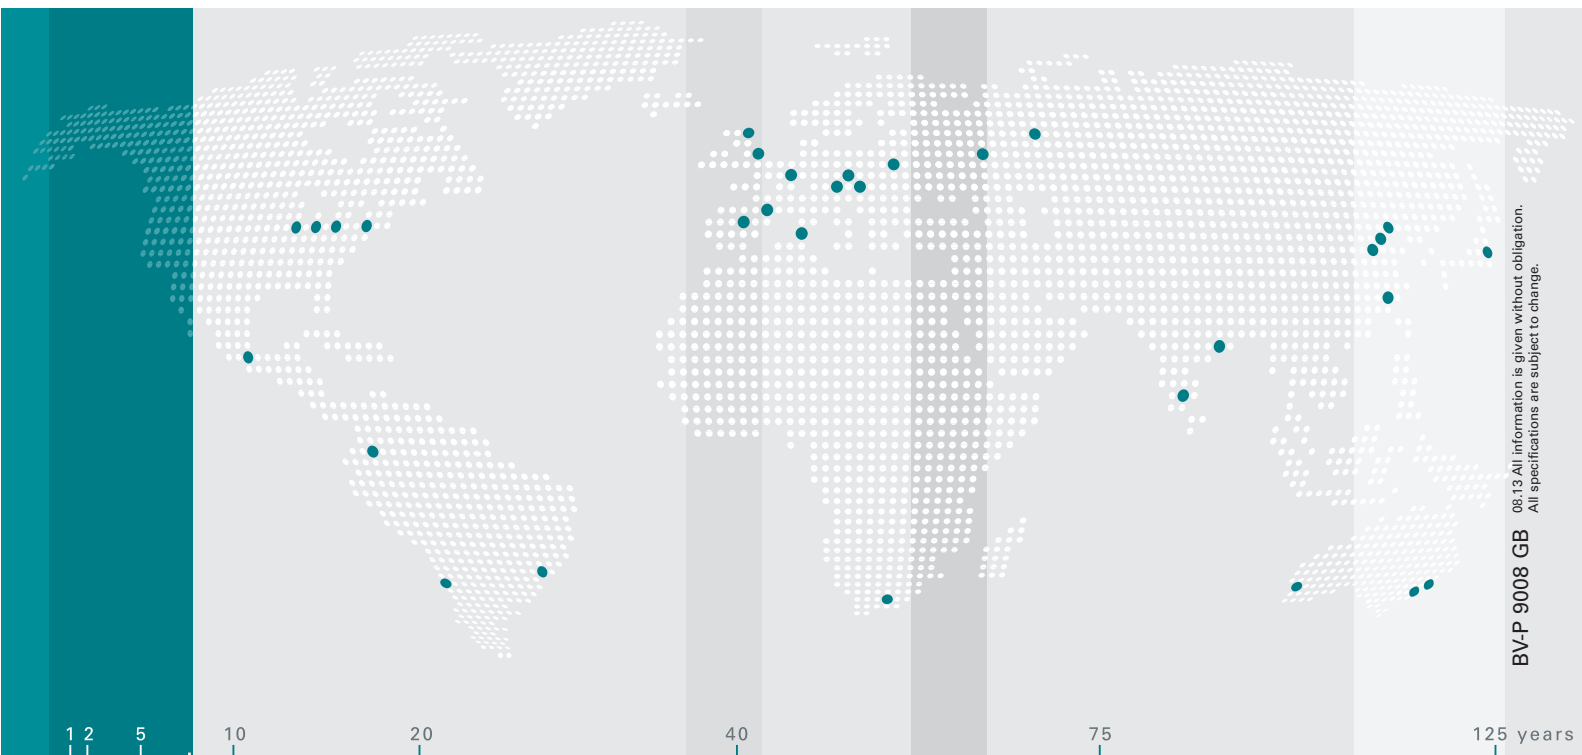 08.13 All information is given without obligation.
All specifications are subject to change.
BV-P 9008 GB
1 2 5 10 20 40 75 125 years